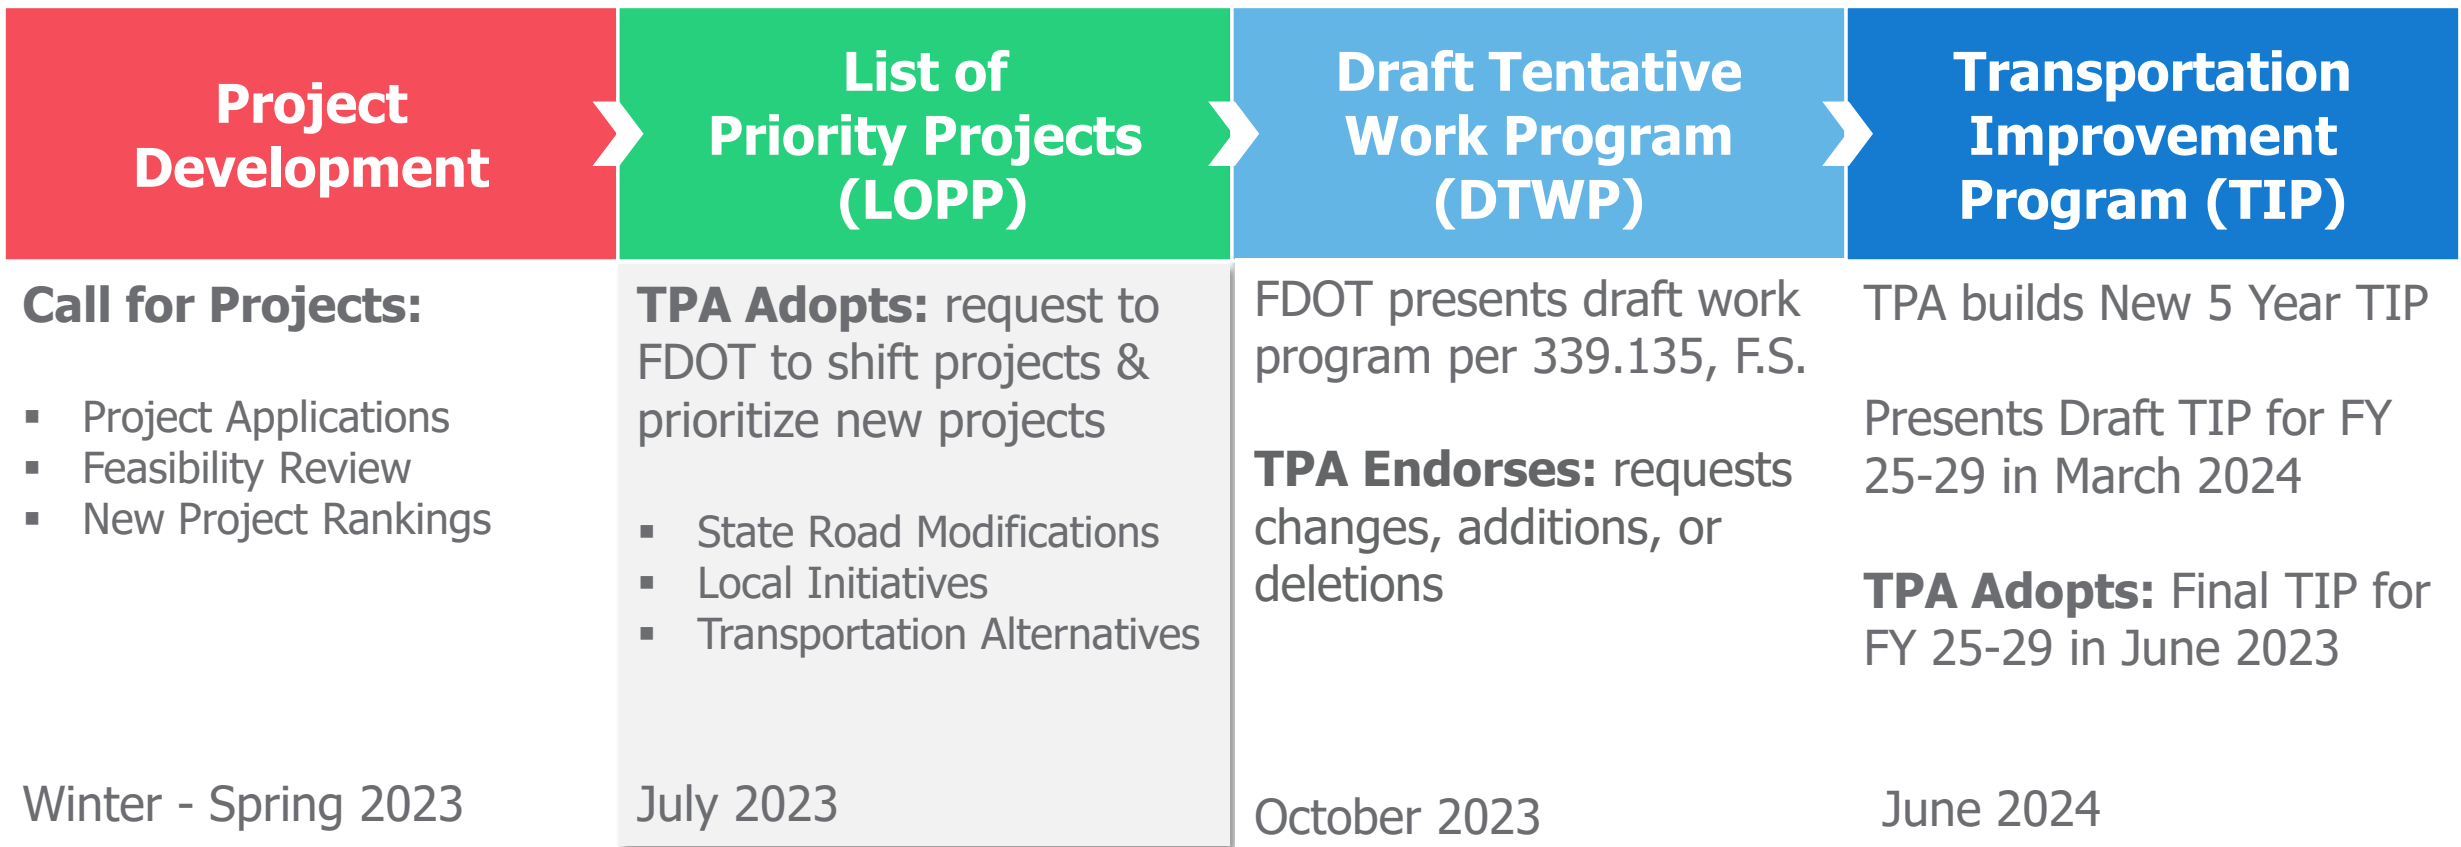 Project
Development
List of
Priority Projects
(LOPP)
Draft Tentative
Work Program
(DTWP)
Transportation
Improvement
Program (TIP)
Call for Projects:
▪ Project Applications
▪ Feasibility Review
▪ New Project Rankings
Winter - Spring 2023
TPA Adopts: request to
FDOT to shift projects &
prioritize new projects
▪ State Road Modifications
▪ Local Initiatives
▪ Transportation Alternatives
July 2023
FDOT presents draft work
program per 339.135, F.S.
TPA Endorses: requests
changes, additions, or
deletions
October 2023
TPA builds New 5 Year TIP
Presents Draft TIP for FY
25-29 in March 2024
TPA Adopts: Final TIP for
FY 25-29 in June 2023
June 2024